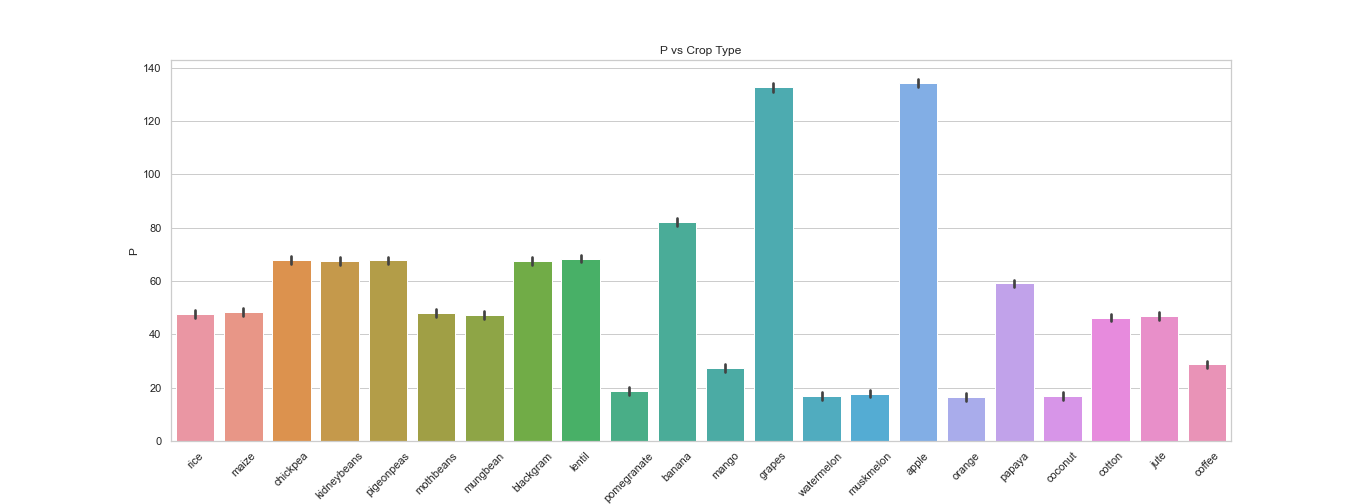 P vs Crop Type
140
120
100
80
60
40
20
0
P
rice
maize
chickpea
kidneybeans
pigeonpeas
mothbeans
mungbean
blackgram
lentil
pomegranate
banana
mango
grapes
watermelon
muskmelon
apple
orange
papaya
coconut
cotton
jute
coffee